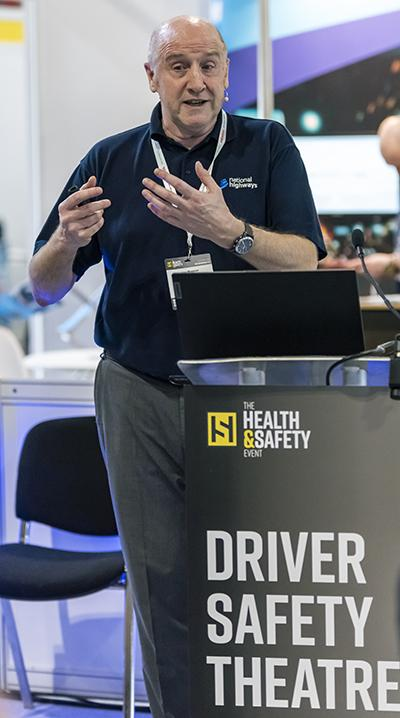 national
highways
THE
HEALTH
&SAFETY
EVENT
DRIVER
SAFETY
THEATRE